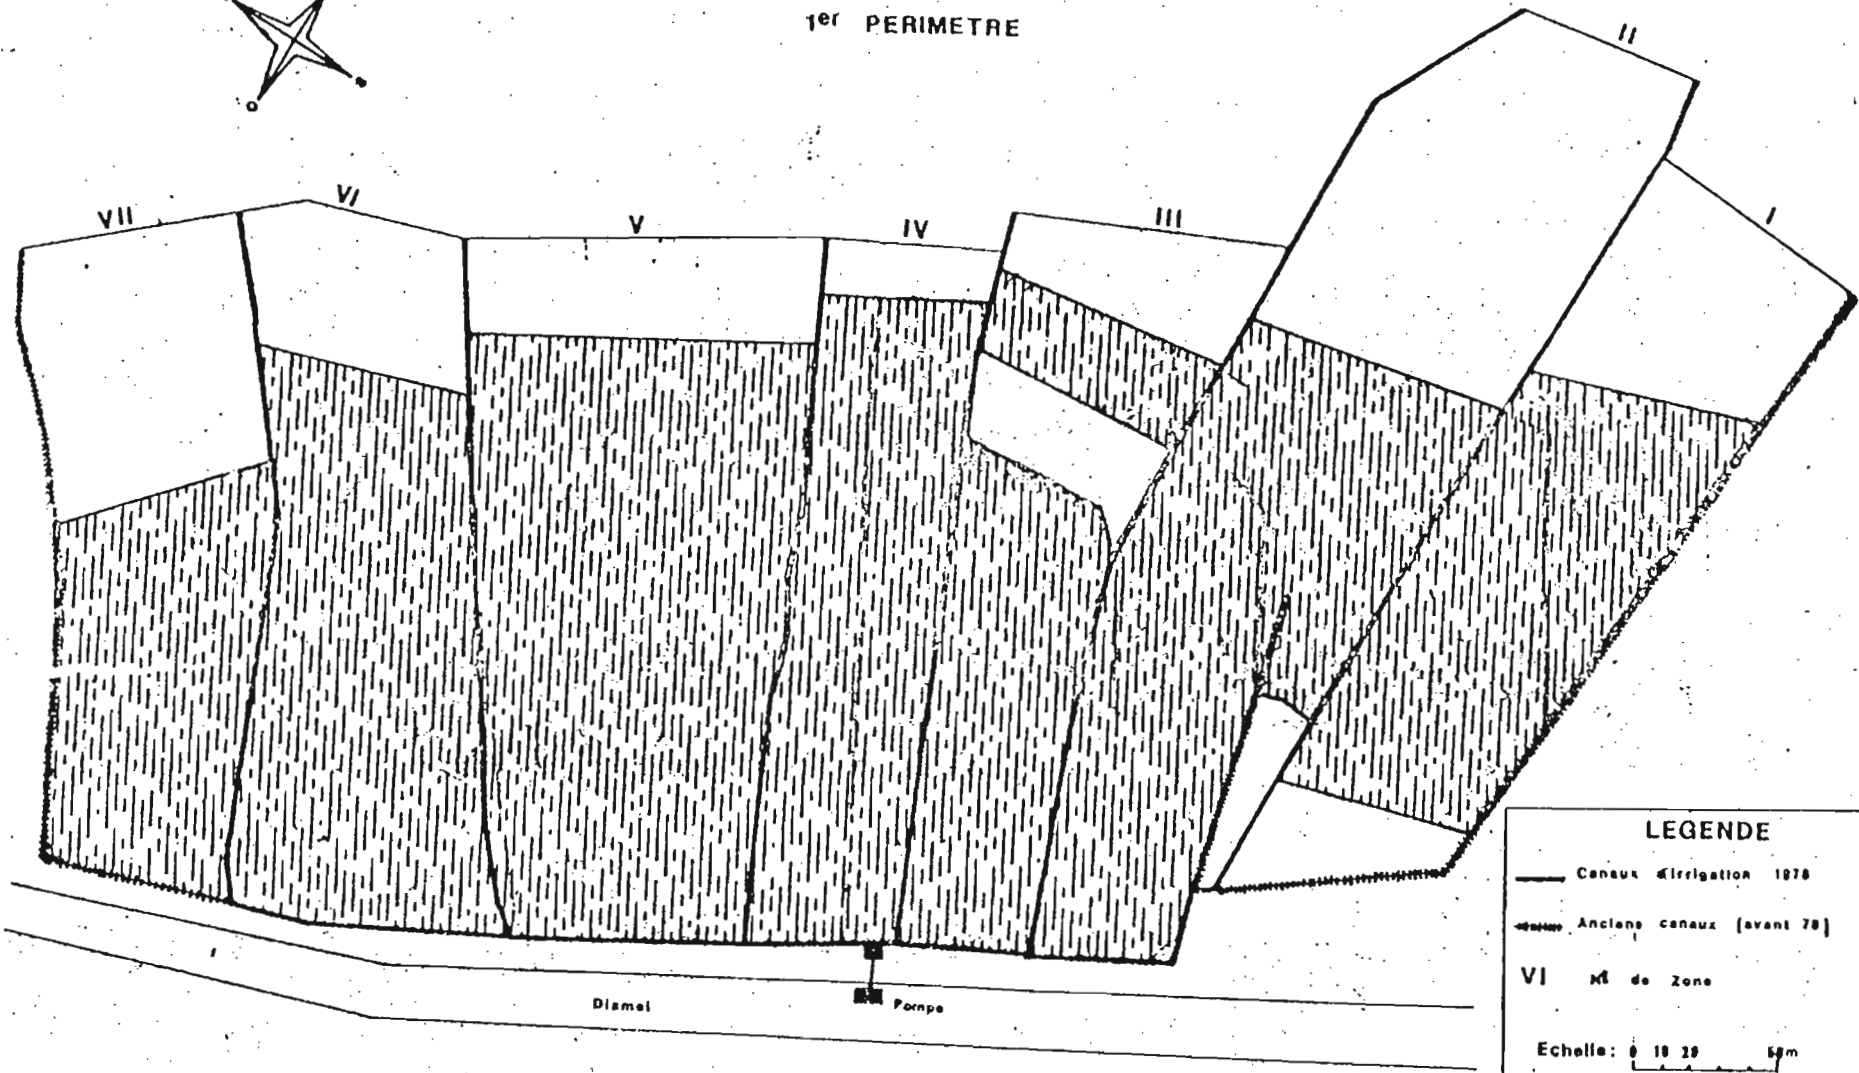 1er PERIMETRE
II
I
VI
VII
V
IV
III
O
LEGENDE
Canaux d'irrigation 1978
Anciens canaux [avant 78]
VI
de Zone
Diamel
Pompe
Echelle: 0 10 20 50m